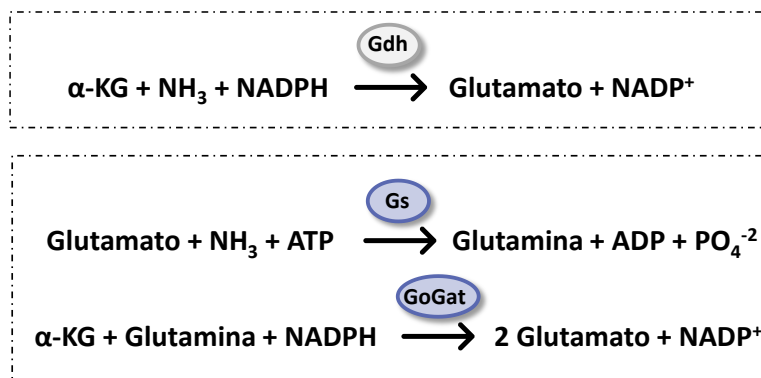 Gdh
α-KG + NH₃ + NADPH Glutamato + NADP⁺
Gs
Glutamato + NH₃ + ATP Glutamina + ADP + PO₄⁻²
GoGat
α-KG + Glutamina + NADPH 2 Glutamato + NADP⁺